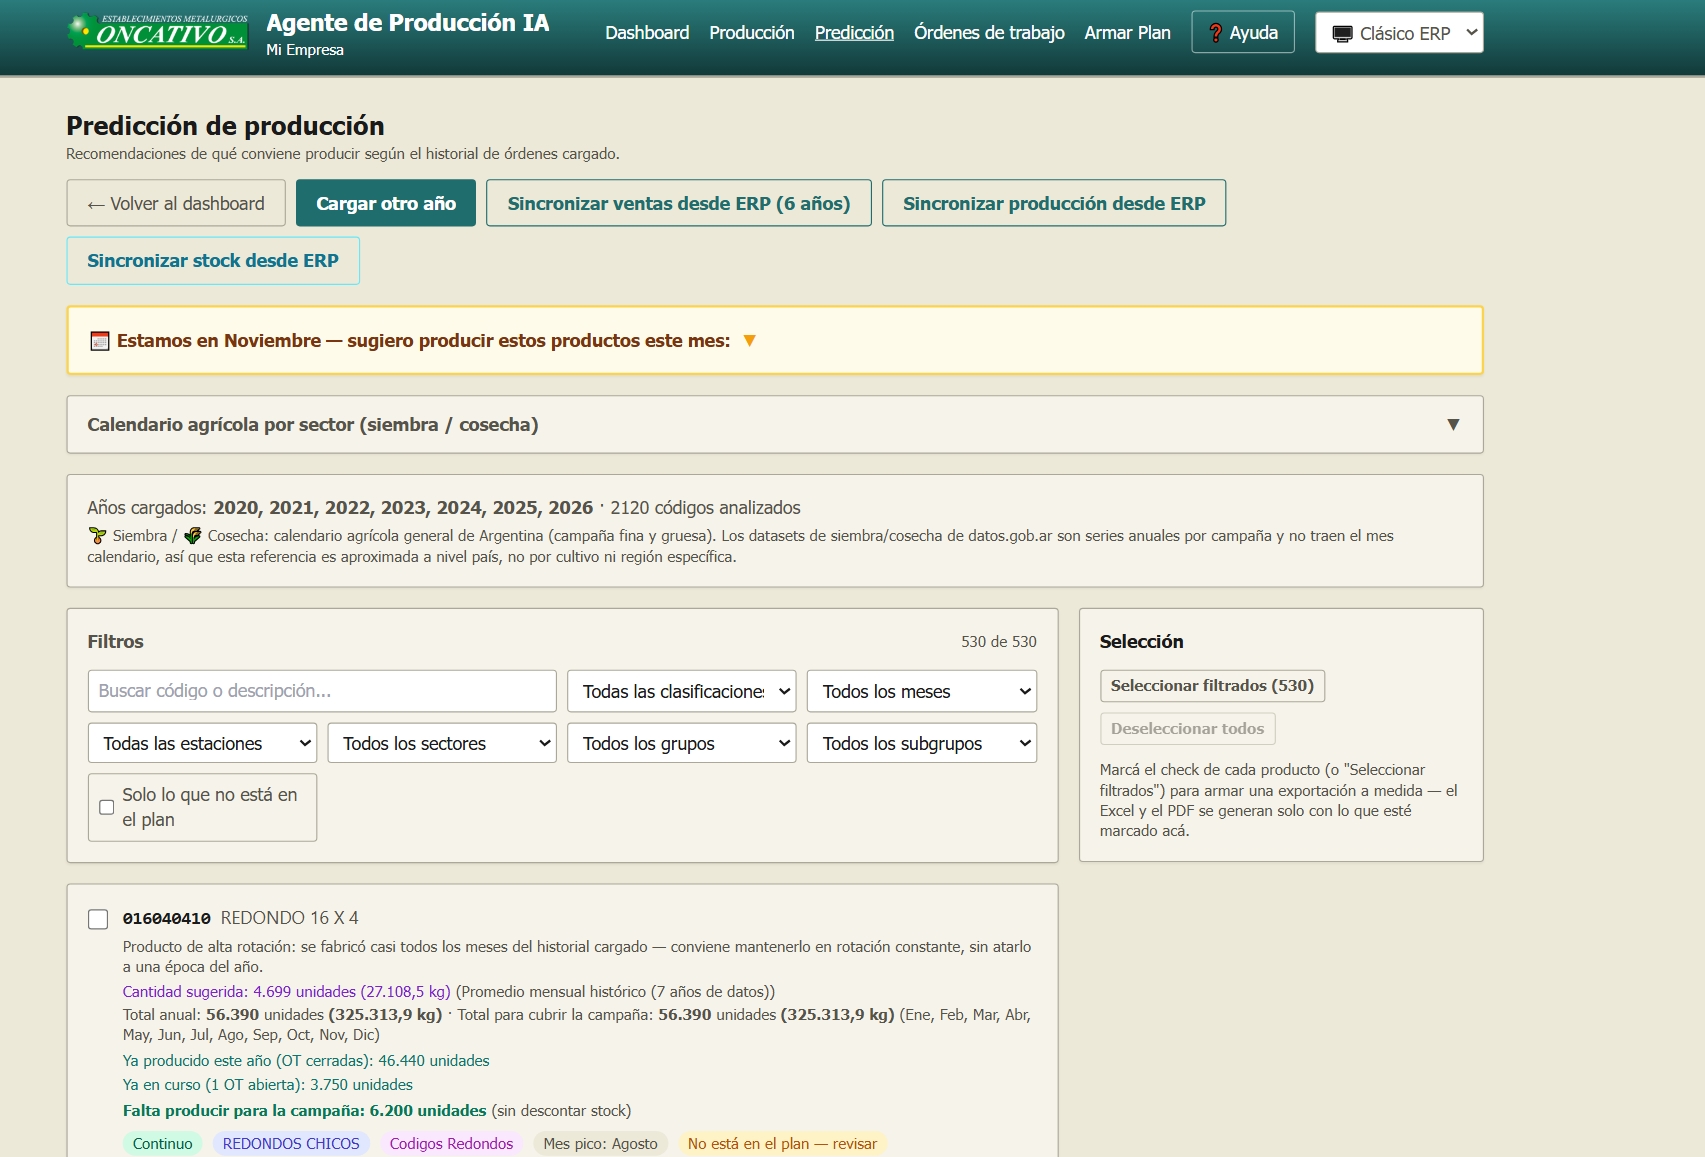 ESTABLECIMIENTOS METALURGICOS
ONCATIVO S.A.
Agente de Producción IA
Mi Empresa
Dashboard
Producción
Predicción
Órdenes de trabajo
Armar Plan
❓ Ayuda
Clásico ERP
Predicción de producción
Recomendaciones de qué conviene producir según el historial de órdenes cargado.
← Volver al dashboard
Cargar otro año
Sincronizar ventas desde ERP (6 años)
Sincronizar producción desde ERP
Sincronizar stock desde ERP
Estamos en Noviembre — sugiero producir estos productos este mes: ▼
Calendario agrícola por sector (siembra / cosecha) ▼
Años cargados: 2020, 2021, 2022, 2023, 2024, 2025, 2026 · 2120 códigos analizados
Siembra / Cosecha: calendario agrícola general de Argentina (campaña fina y gruesa). Los datasets de siembra/cosecha de datos.gob.ar son series anuales por campaña y no traen el mes
calendario, así que esta referencia es aproximada a nivel país, no por cultivo ni región específica.
Filtros
530 de 530
Buscar código o descripción...
Todas las clasificaciones
Todos los meses
Todas las estaciones
Todos los sectores
Todos los grupos
Todos los subgrupos
Solo lo que no está en
el plan
Selección
Seleccionar filtrados (530)
Deseleccionar todos
Marcá el check de cada producto (o "Seleccionar
filtrados") para armar una exportación a medida — el
Excel y el PDF se generan solo con lo que esté
marcado acá.
016040410 REDONDO 16 X 4
Producto de alta rotación: se fabricó casi todos los meses del historial cargado — conviene mantenerlo en rotación constante, sin atarlo
a una época del año.
Cantidad sugerida: 4.699 unidades (27.108,5 kg) (Promedio mensual histórico (7 años de datos))
Total anual: 56.390 unidades (325.313,9 kg) · Total para cubrir la campaña: 56.390 unidades (325.313,9 kg) (Ene, Feb, Mar, Abr,
May, Jun, Jul, Ago, Sep, Oct, Nov, Dic)
Ya producido este año (OT cerradas): 46.440 unidades
Ya en curso (1 OT abierta): 3.750 unidades
Falta producir para la campaña: 6.200 unidades (sin descontar stock)
Continuo
REDONDOS CHICOS
Codigos Redondos
Mes pico: Agosto
No está en el plan — revisar